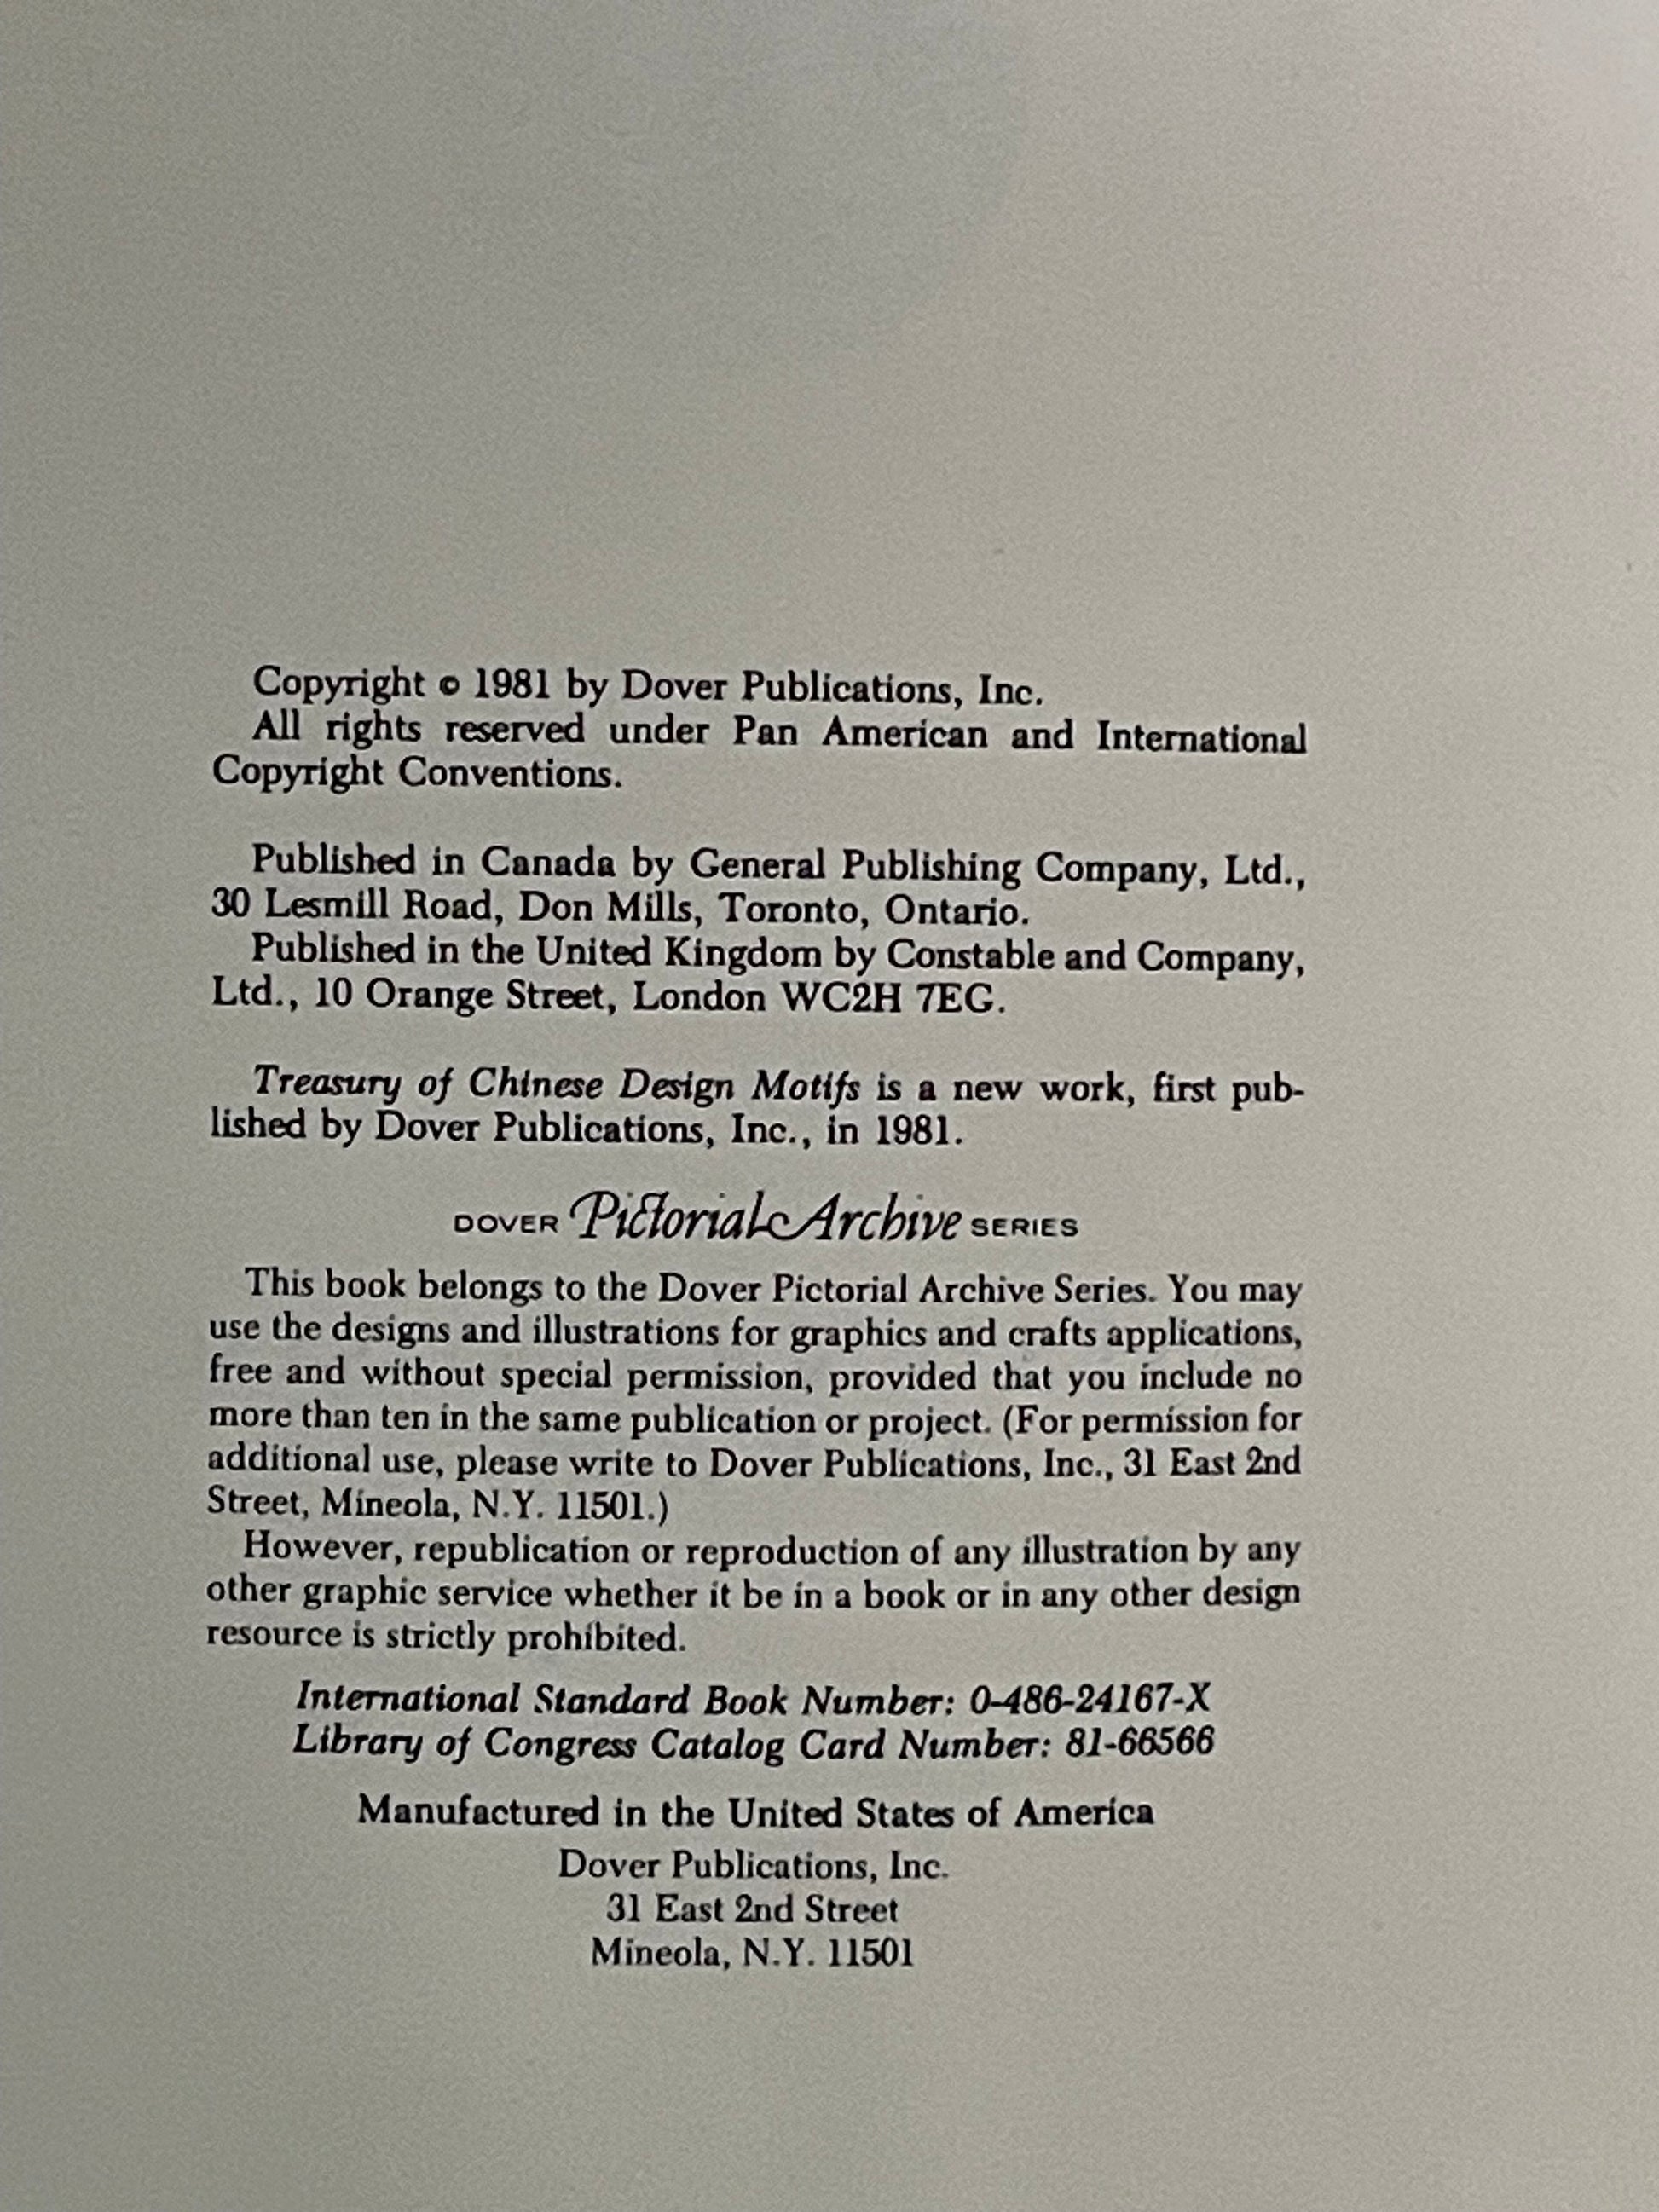 Copyright © 1981 by Dover Publications, Inc.
All rights reserved under Pan American and International
Copyright Conventions.
Published in Canada by General Publishing Company, Ltd.,
30 Lesmill Road, Don Mills, Toronto, Ontario.
Published in the United Kingdom by Constable and Company,
Ltd., 10 Orange Street, London WC2H 7EG.
Treasury of Chinese Design Motifs is a new work, first pub-
lished by Dover Publications, Inc., in 1981.
DOVER Pictorial Archive SERIES
This book belongs to the Dover Pictorial Archive Series. You may
use the designs and illustrations for graphics and crafts applications,
free and without special permission, provided that you include no
more than ten in the same publication or project. (For permission for
additional use, please write to Dover Publications, Inc., 31 East 2nd
Street, Mineola, N.Y. 11501.)
However, republication or reproduction of any illustration by any
other graphic service whether it be in a book or in any other design
resource is strictly prohibited.
International Standard Book Number: 0-486-24167-X
Library of Congress Catalog Card Number: 81-66566
Manufactured in the United States of America
Dover Publications, Inc.
31 East 2nd Street
Mineola, N.Y. 11501